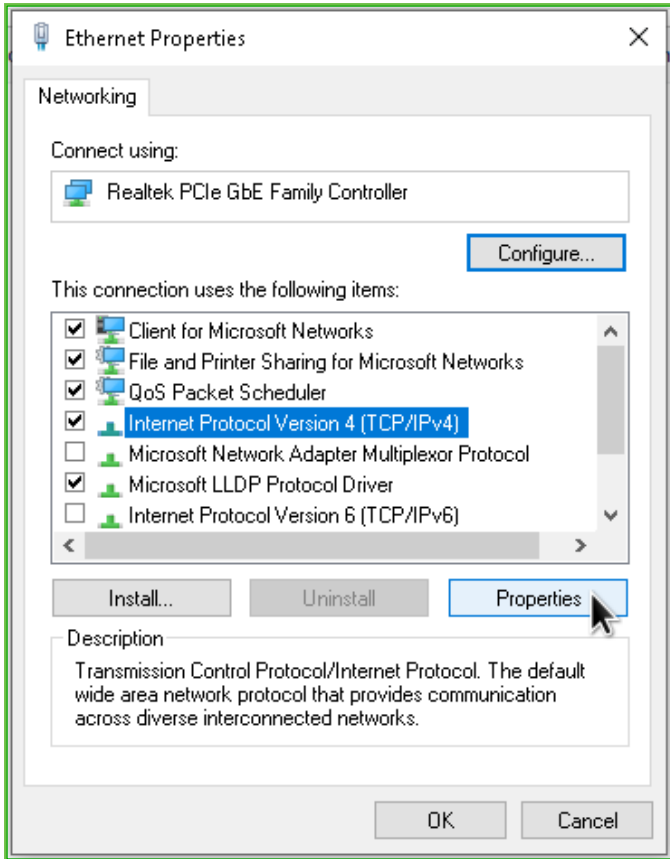 Ethernet Properties
Networking
Connect using:
Realtek PCIe GbE Family Controller
Configure...
This connection uses the following items:
Client for Microsoft Networks
File and Printer Sharing for Microsoft Networks
QoS Packet Scheduler
Internet Protocol Version 4 (TCP/IPv4)
Microsoft Network Adapter Multiplexor Protocol
Microsoft LLDP Protocol Driver
Internet Protocol Version 6 (TCP/IPv6)
Install... Uninstall Properties
Description
Transmission Control Protocol/Internet Protocol. The default
wide area network protocol that provides communication
across diverse interconnected networks.
OK Cancel